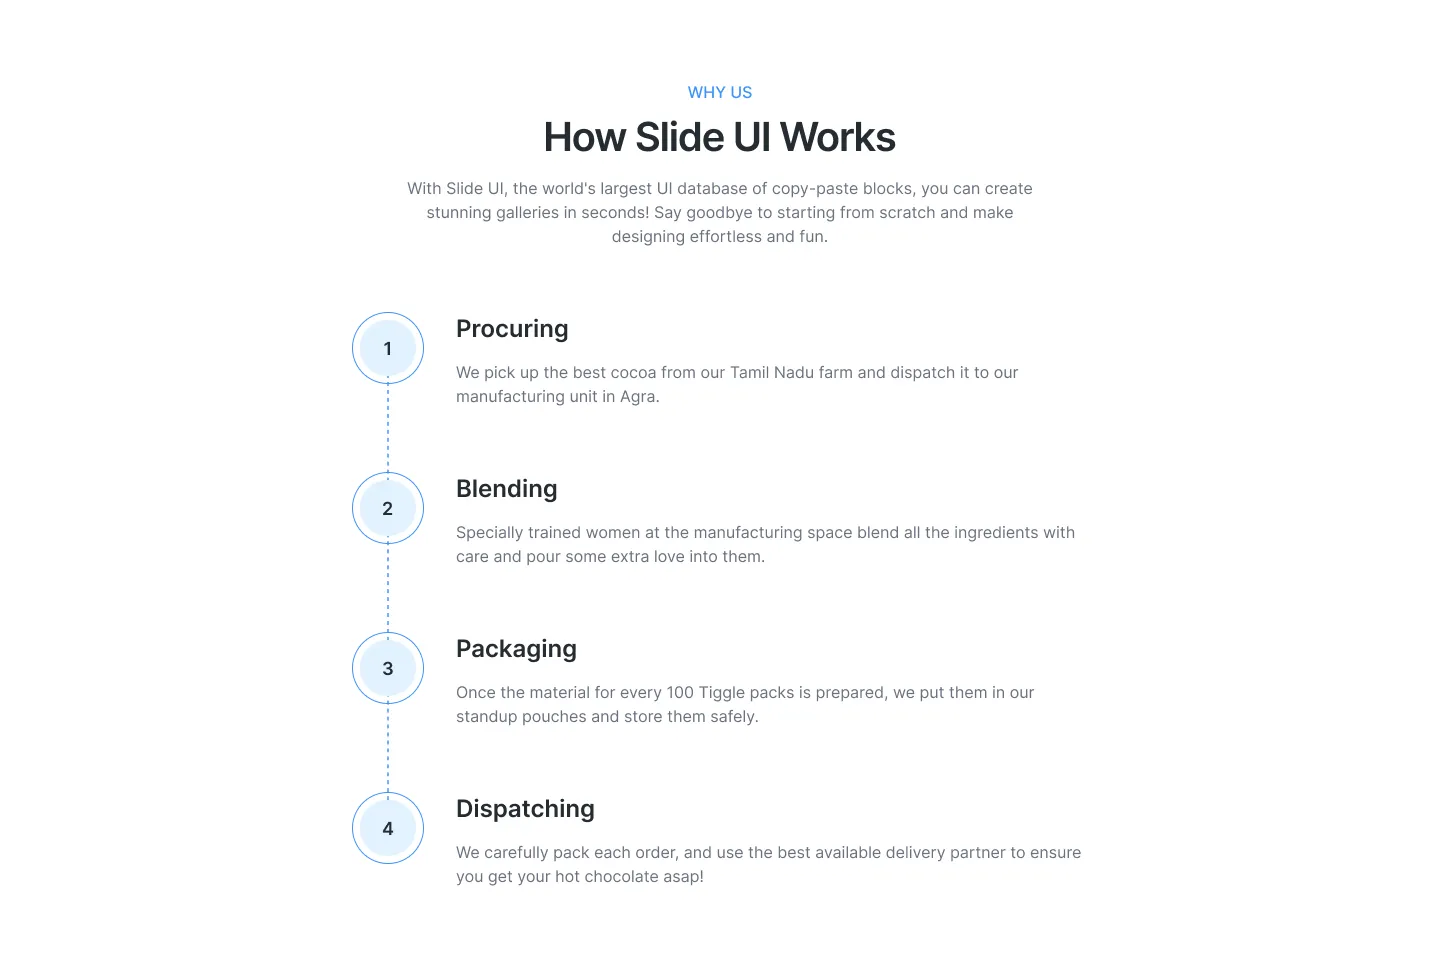 WHY US
How Slide UI Works
With Slide UI, the world's largest UI database of copy-paste blocks, you can create
stunning galleries in seconds! Say goodbye to starting from scratch and make
designing effortless and fun.
1
Procuring
We pick up the best cocoa from our Tamil Nadu farm and dispatch it to our
manufacturing unit in Agra.
2
Blending
Specially trained women at the manufacturing space blend all the ingredients with
care and pour some extra love into them.
3
Packaging
Once the material for every 100 Tiggle packs is prepared, we put them in our
standup pouches and store them safely.
4
Dispatching
We carefully pack each order, and use the best available delivery partner to ensure
you get your hot chocolate asap!